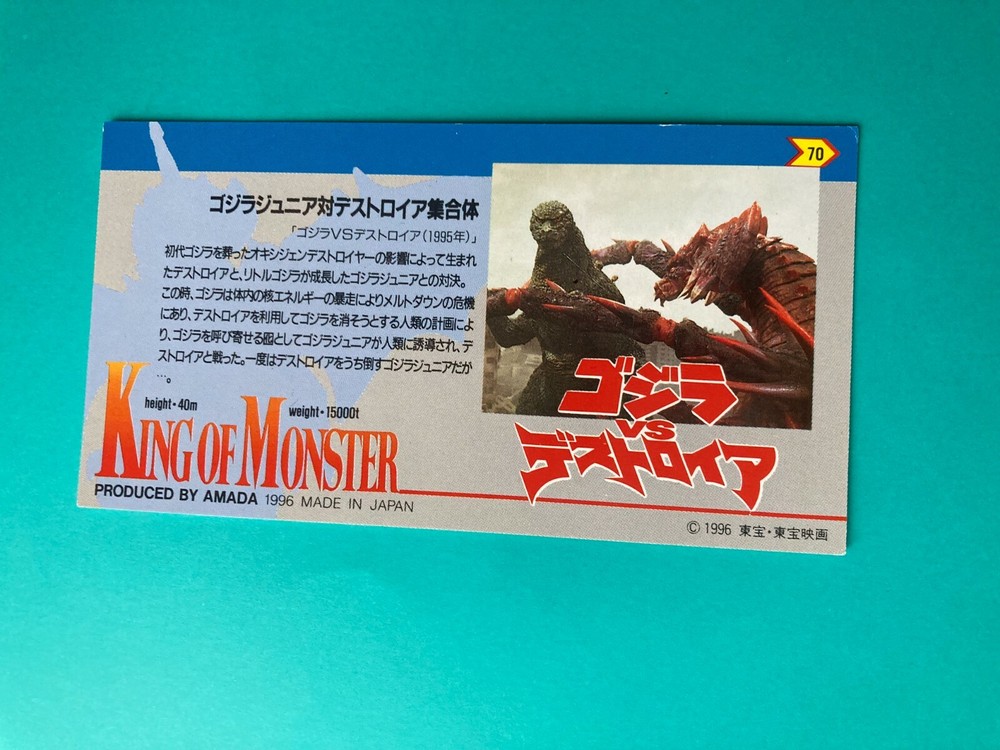 70
ゴジラジュニア対デストロイア集合体
「ゴジラVSデストロイア(1995年)」
初代ゴジラを葬ったオキシジェンデストロイヤーの影響によって生まれ
たデストロイアと、リトルゴジラが成長したゴジラジュニアとの対決。
この時、ゴジラは体内の核エネルギーの暴走によりメルトダウンの危機
にあり、デストロイアを利用してゴジラを消そうとする人類の計画によ
り、ゴジラを呼び寄せる囮としてゴジラジュニアが人類に誘導され、デ
ストロイアと戦った。一度はデストロイアをうち倒すゴジラジュニアだが
…。
height・40m weight・15000t
KING OF MONSTER
PRODUCED BY AMADA 1996 MADE IN JAPAN
ゴジラ
VS
デストロイア
© 1996 東宝・東宝映画